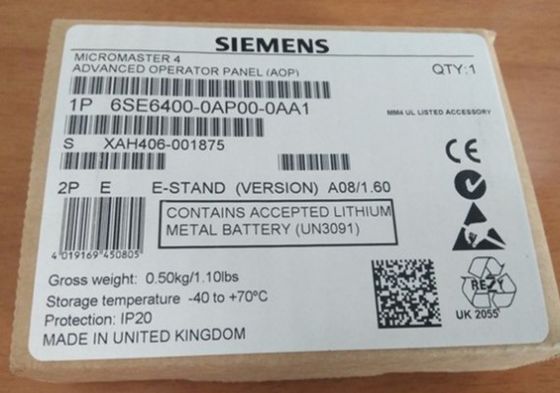 SIEMENS
MICROMASTER 4
ADVANCED OPERATOR PANEL (AOP)
QTY:1
1P 6SE6400-0AP00-0AA1
MM4 UL LISTED ACCESSORY
S XAH406-001875
CE
2P E E-STAND (VERSION) A08/1.60
CONTAINS ACCEPTED LITHIUM
METAL BATTERY (UN3091)
4 019169 450805
Gross weight: 0.50kg/1.10lbs
Storage temperature -40 to +70ºC
Protection: IP20
MADE IN UNITED KINGDOM
RESY
UK 2055